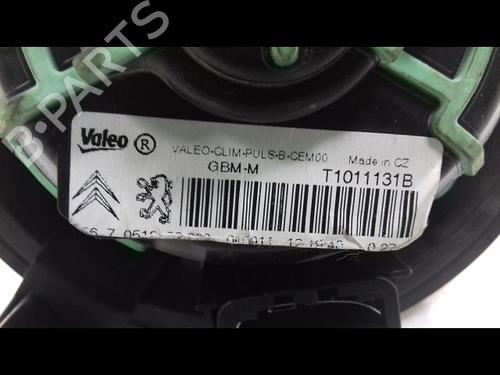 B-PARTS
Valeo ®
VALEO-CLIM-PULS-B-CEM00
Made in CZ
GBM-M
T1011131B